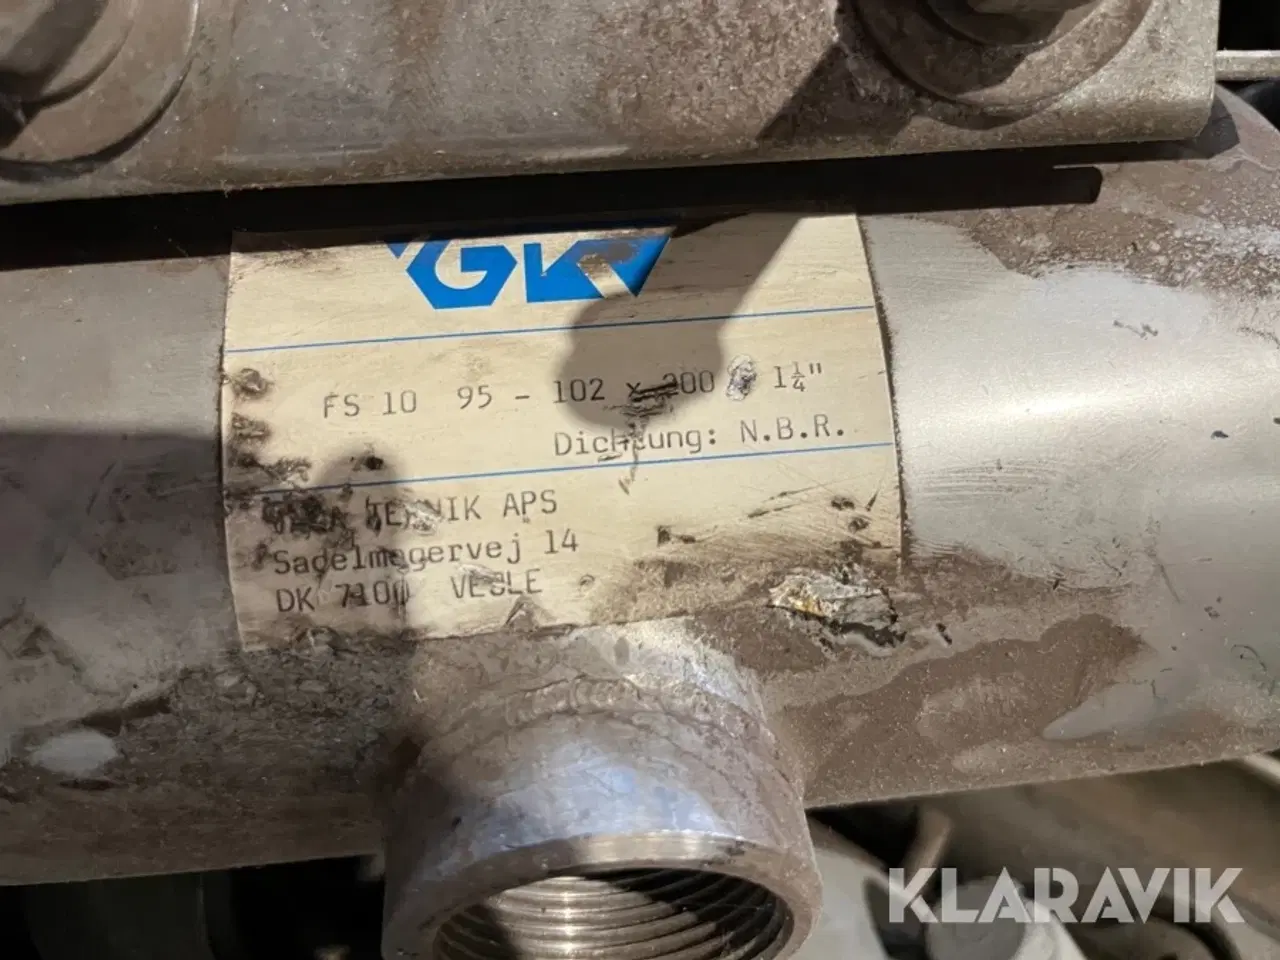 GK
FS 10 95 - 102 x 200 1¼"
Dichtung: N.B.R.
TEKNIK APS
Sadelmagervej 14
DK 7100 VEJLE
KLARAVIK